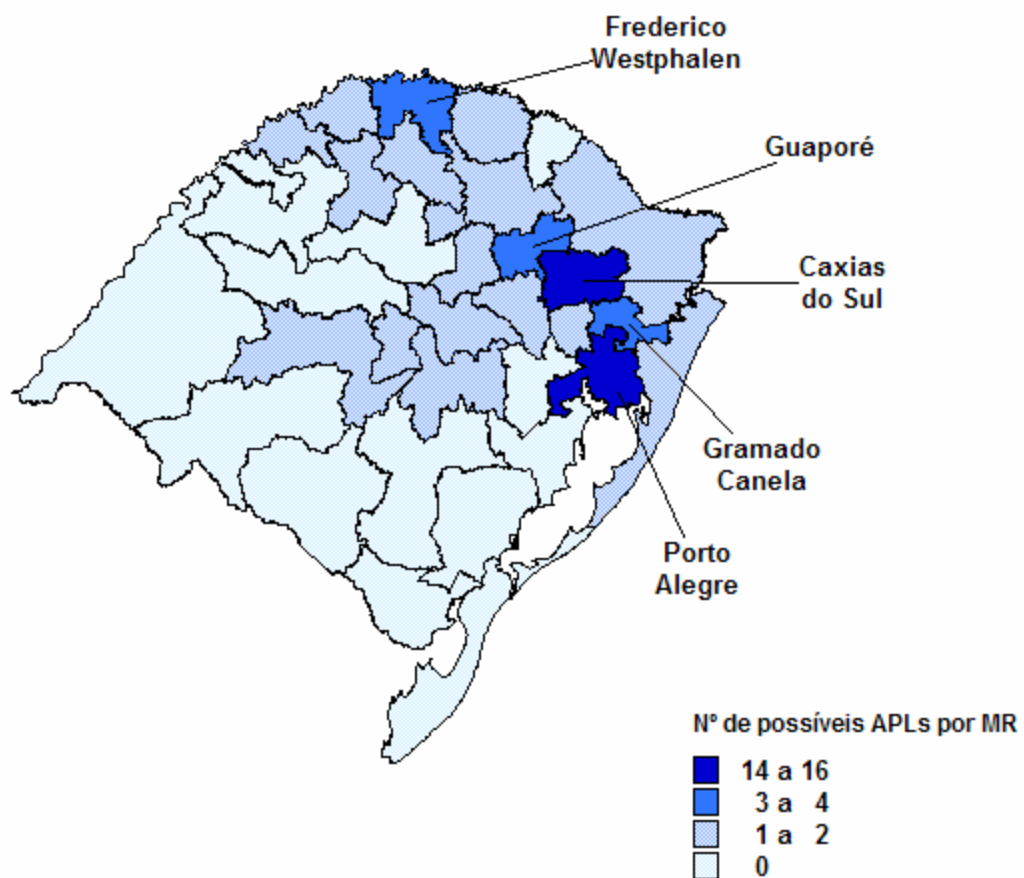 Frederico
Westphalen
Guaporé
Caxias
do Sul
Gramado
Canela
Porto
Alegre
Nº de possíveis APLs por MR
14 a 16
3 a 4
1 a 2
0